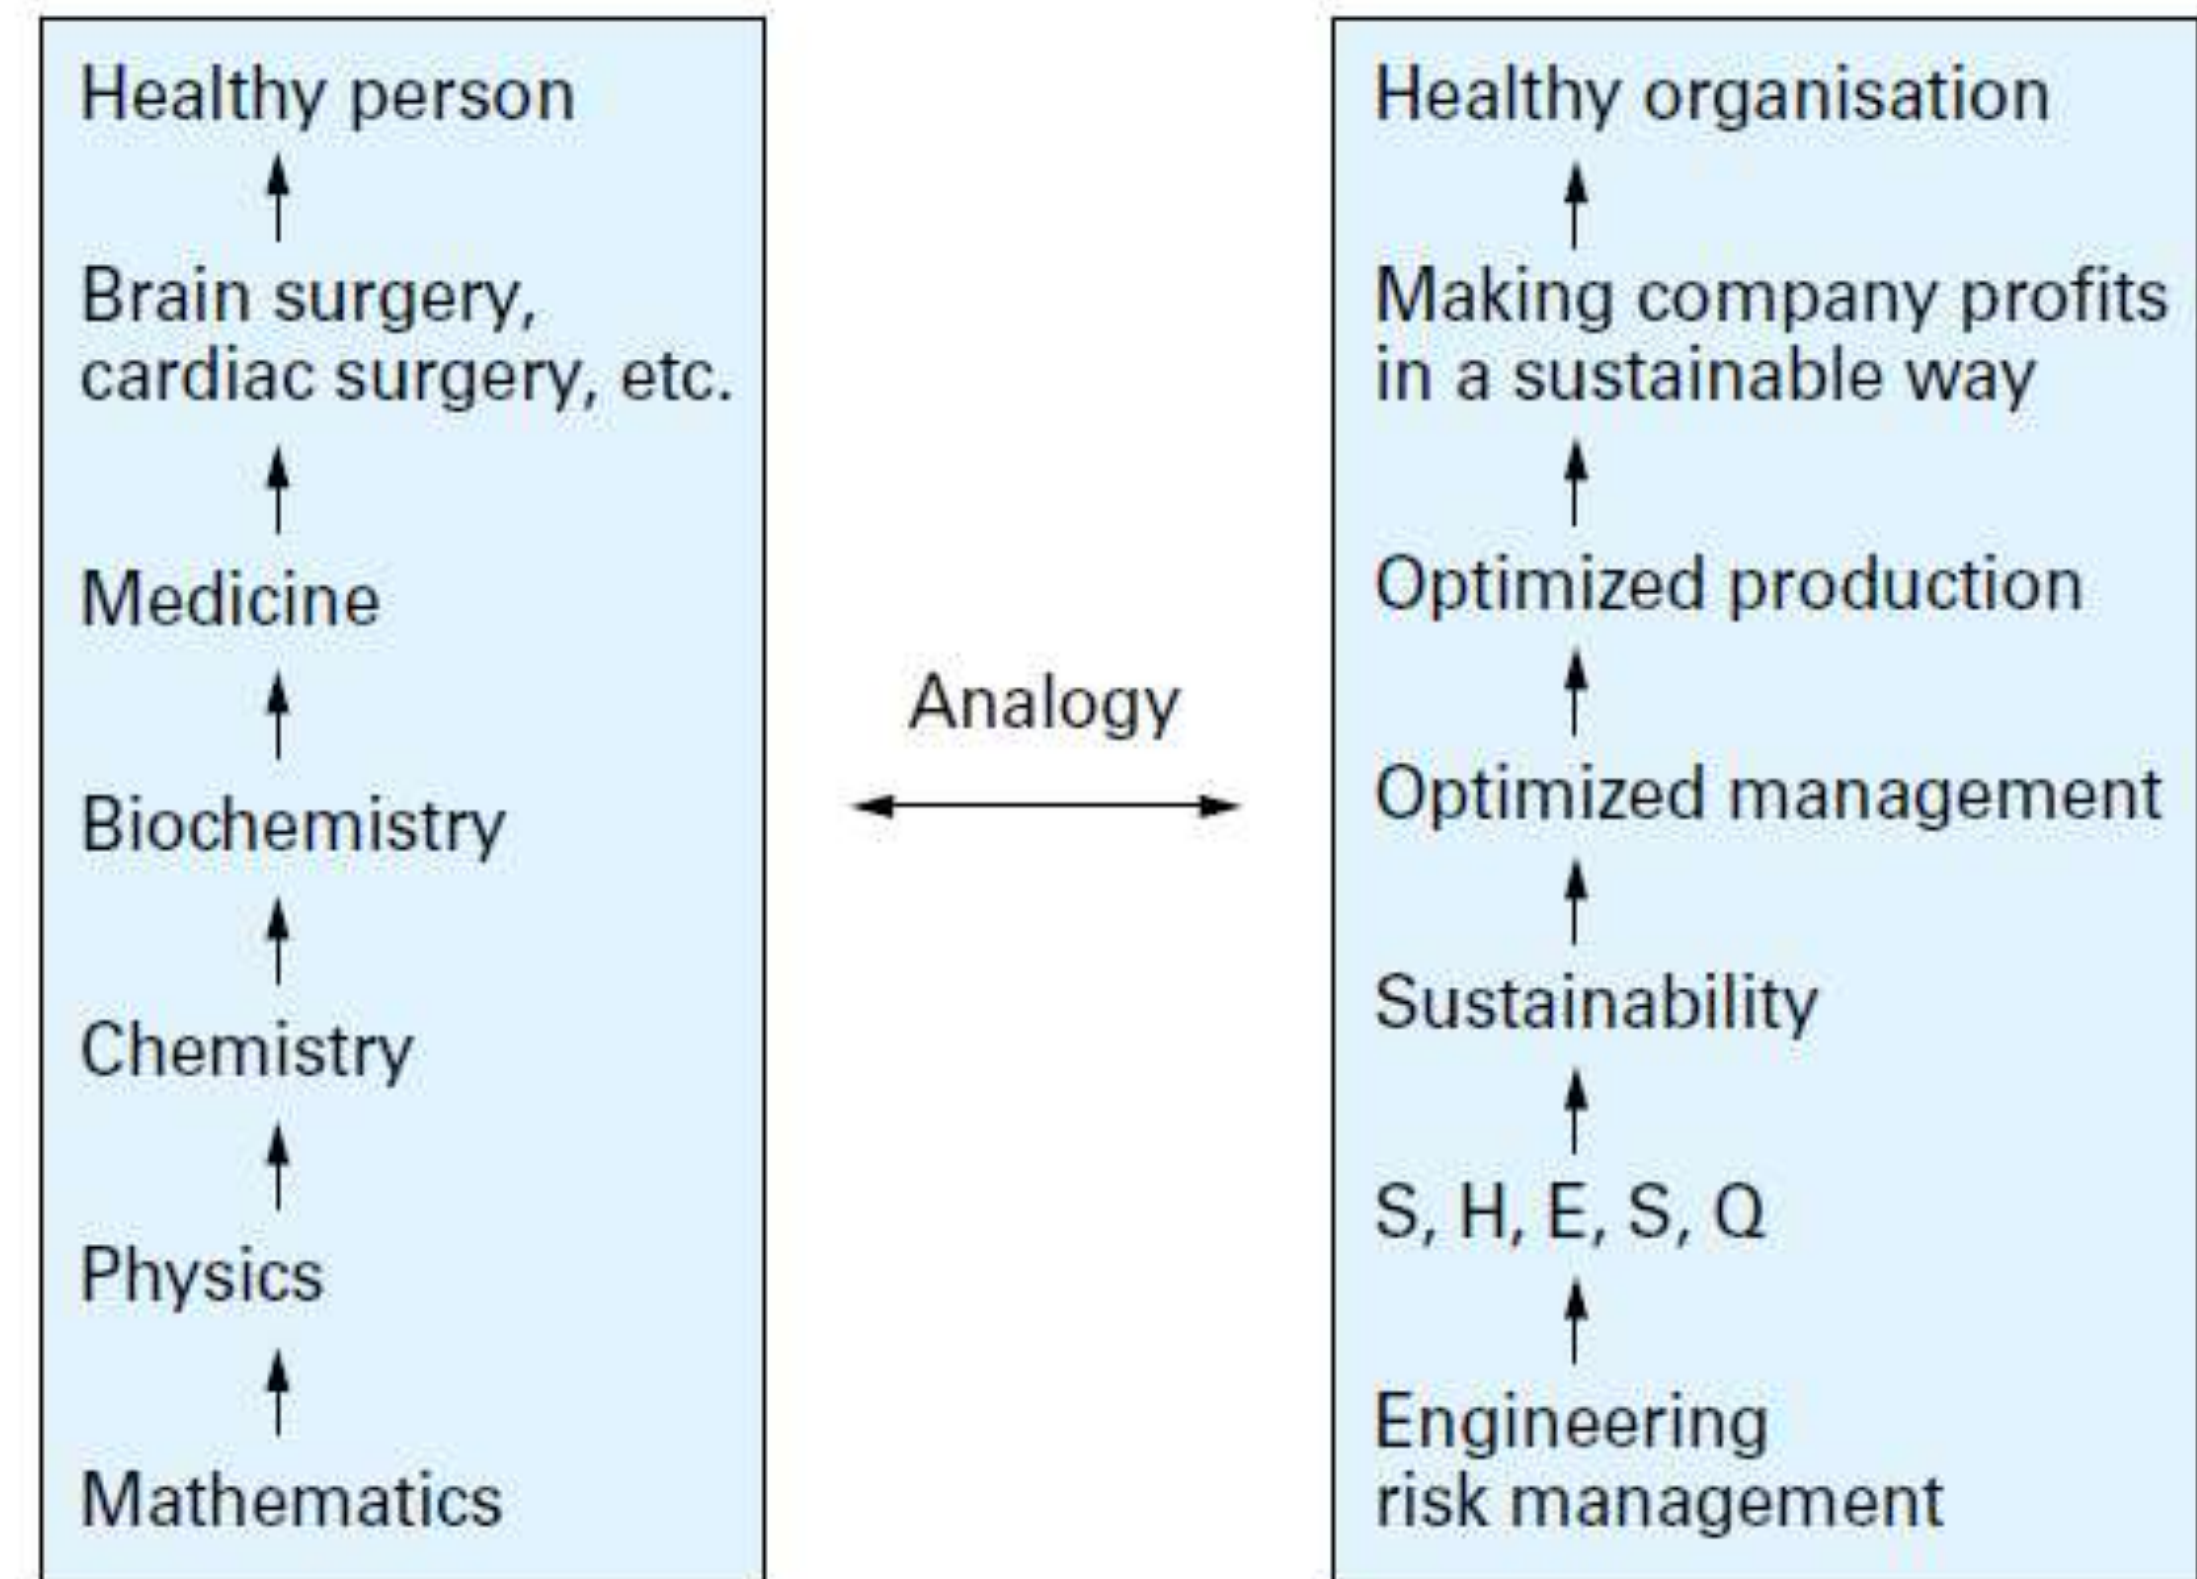 Healthy person
Brain surgery,
cardiac surgery, etc.
Medicine
Biochemistry
Chemistry
Physics
Mathematics
Analogy
Healthy organisation
Making company profits
in a sustainable way
Optimized production
Optimized management
Sustainability
S, H, E, S, Q
Engineering
risk management